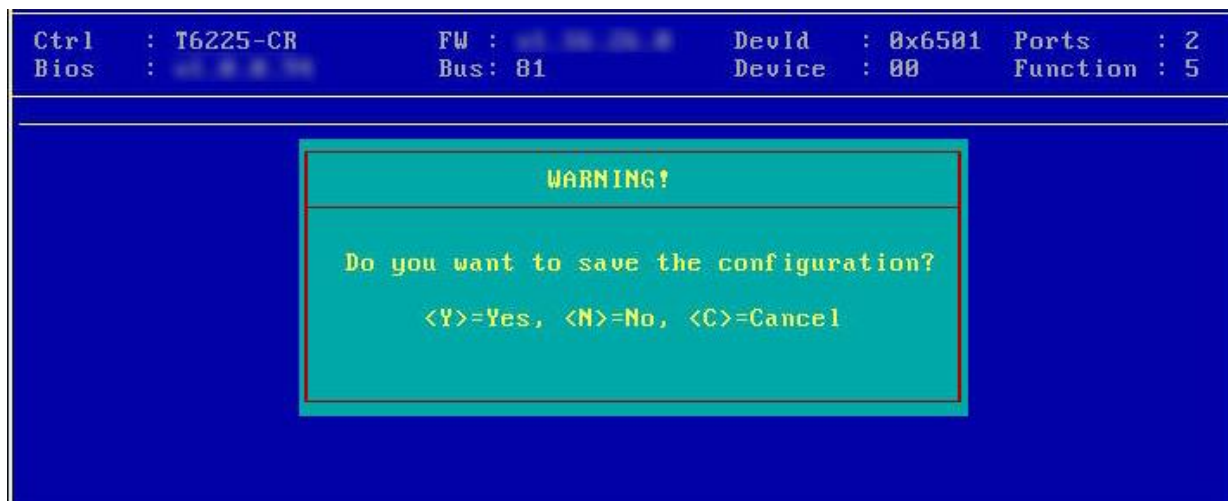 Ctrl : T6225-CR FW : DevId : 0x6501 Ports : 2
Bios : Bus: 81 Device : 00 Function : 5
WARNING!
Do you want to save the configuration?
<Y>=Yes, <N>=No, <C>=Cancel